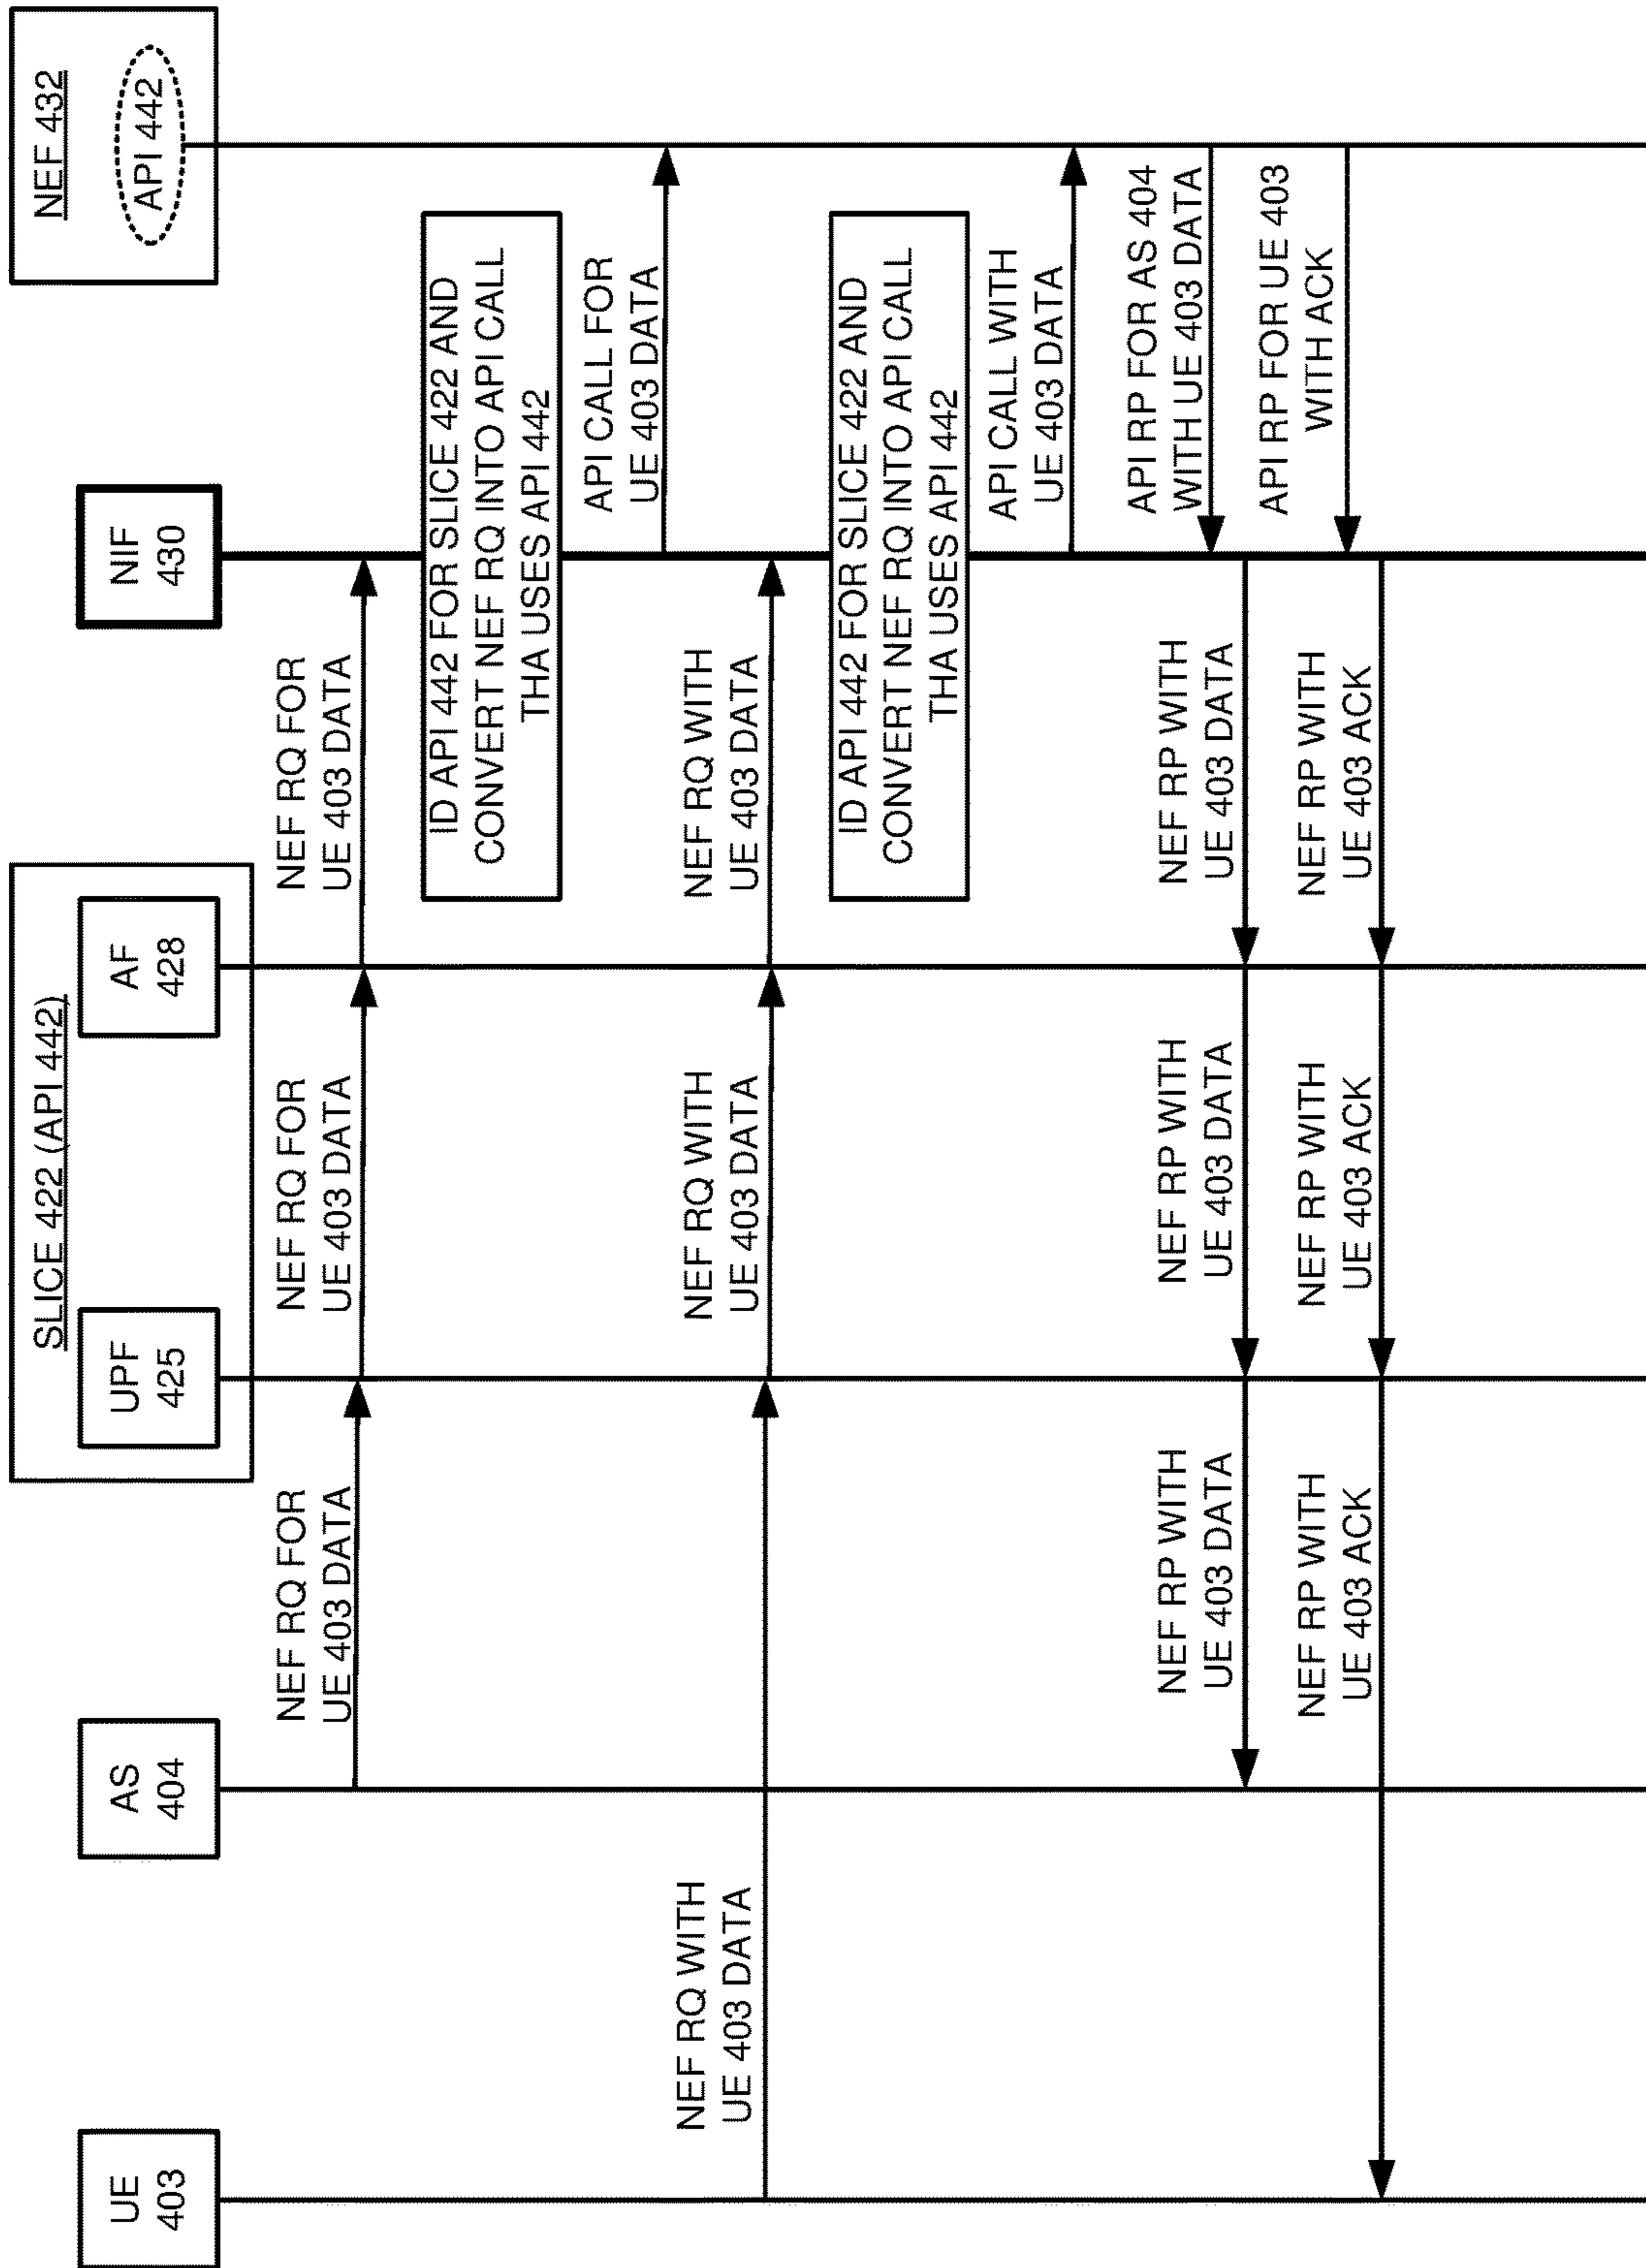 UE
403
AS
404
SLICE 422 (API 442)
UPF
425
AF
428
NIF
430
NEF 432
API 442
NEF RQ FOR
UE 403 DATA
NEF RQ FOR
UE 403 DATA
NEF RQ FOR
UE 403 DATA
ID API 442 FOR SLICE 422 AND
CONVERT NEF RQ INTO API CALL
THA USES API 442
API CALL FOR
UE 403 DATA
NEF RQ WITH
UE 403 DATA
NEF RQ WITH
UE 403 DATA
NEF RQ WITH
UE 403 DATA
ID API 442 FOR SLICE 422 AND
CONVERT NEF RQ INTO API CALL
THA USES API 442
API CALL WITH
UE 403 DATA
API RP FOR AS 404
WITH UE 403 DATA
NEF RP WITH
UE 403 DATA
NEF RP WITH
UE 403 DATA
NEF RP WITH
UE 403 DATA
API RP FOR UE 403
WITH ACK
NEF RP WITH
UE 403 ACK
NEF RP WITH
UE 403 ACK
NEF RP WITH
UE 403 ACK